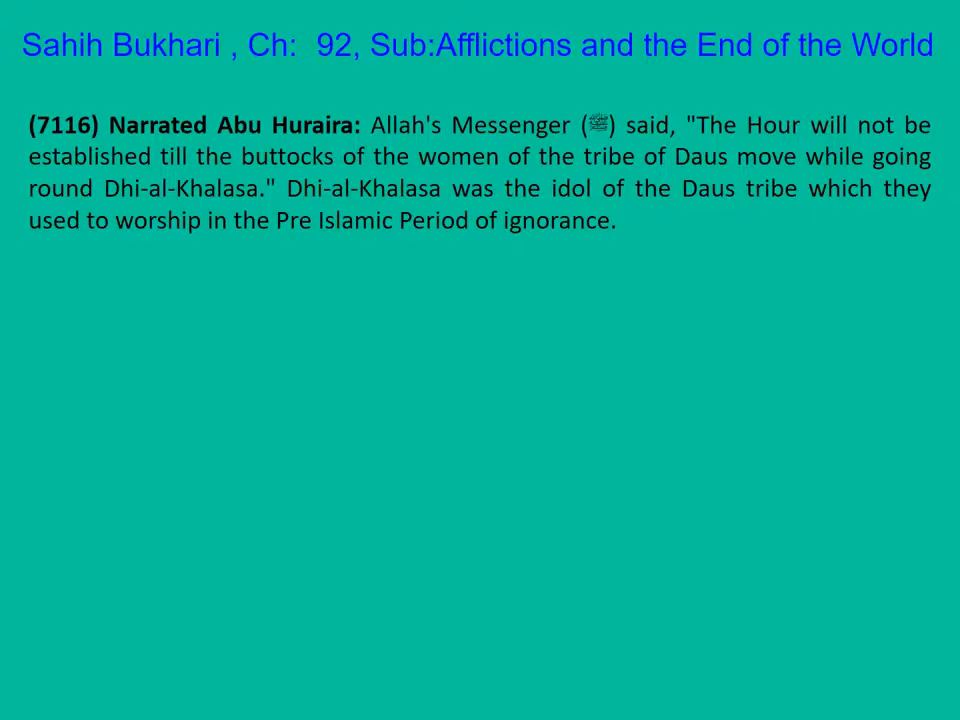 Sahih Bukhari , Ch:  92, Sub:Afflictions and the End of the World
(7116) Narrated Abu Huraira: Allah's Messenger (ﷺ) said, "The Hour will not be
established till the buttocks of the women of the tribe of Daus move while going
round Dhi-al-Khalasa." Dhi-al-Khalasa was the idol of the Daus tribe which they
used to worship in the Pre Islamic Period of ignorance.